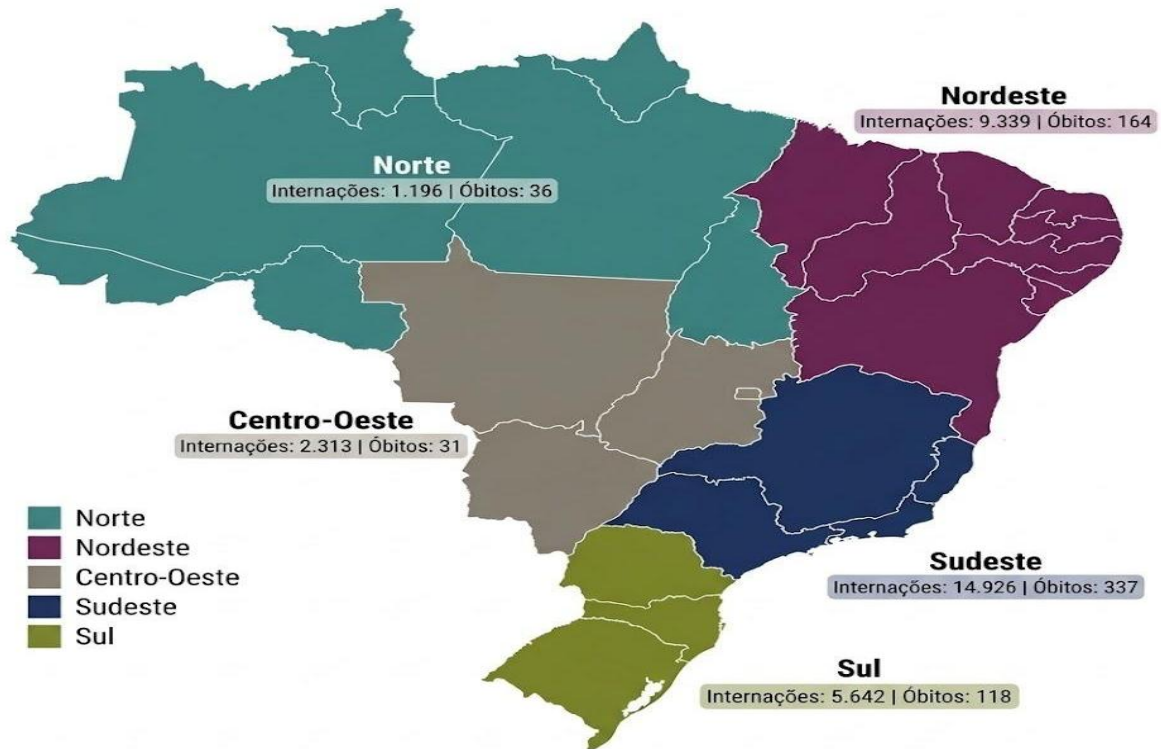 Nordeste
Internações: 9.339 | Óbitos: 164
Norte
Internações: 1.196 | Óbitos: 36
Centro-Oeste
Internações: 2.313 | Óbitos: 31
Norte
Nordeste
Centro-Oeste
Sudeste
Sul
Sudeste
Internações: 14.926 | Óbitos: 337
Sul
Internações: 5.642 | Óbitos: 118